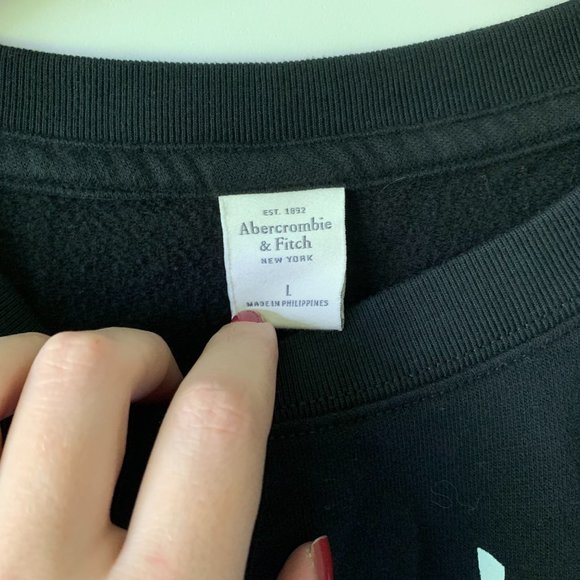 EST. 1892
Abercrombie
& Fitch
NEW YORK
L
MADE IN PHILIPPINES